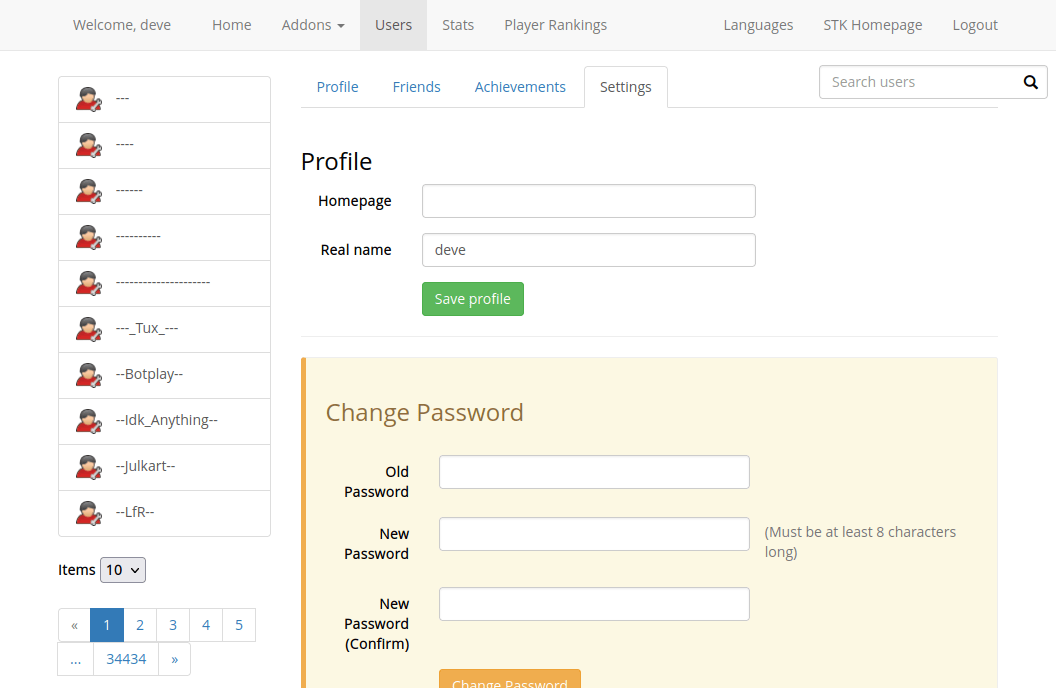 Welcome, deve Home Addons Users Stats Player Rankings Languages STK Homepage Logout
---
----
------
----------
---------------------
---_Tux_---
--Botplay--
--Idk_Anything--
--Julkart--
--LfR--
Items 10
« 1 2 3 4 5
... 34434 »
Profile Friends Achievements Settings
Search users
Profile
Homepage
Real name deve
Save profile
Change Password
Old
Password
New
Password
(Must be at least 8 characters
long)
New
Password
(Confirm)
Change Password